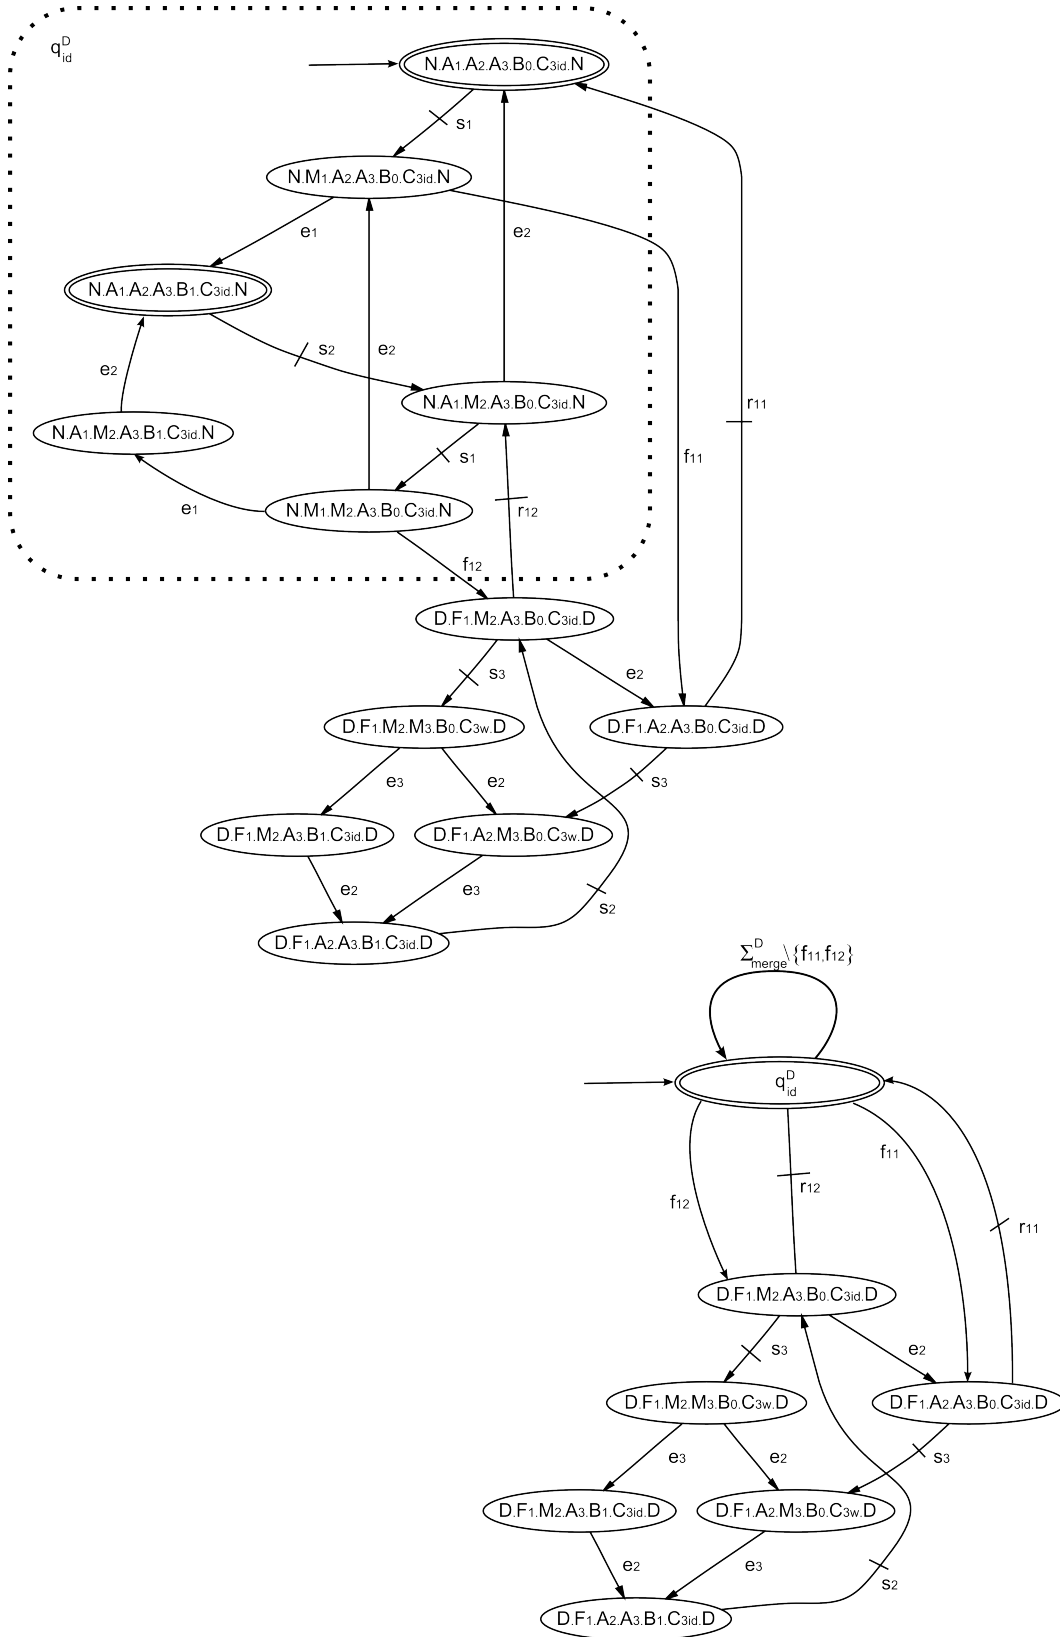 q_id^D
N.A1.A2.A3.B0.C3id.N
s1
N.M1.A2.A3.B0.C3id.N
e1
e2
N.A1.A2.A3.B1.C3id.N
s2
e2
e2
N.A1.M2.A3.B0.C3id.N
r11
N.A1.M2.A3.B1.C3id.N
s1
f11
e1
N.M1.M2.A3.B0.C3id.N
r12
f12
D.F1.M2.A3.B0.C3id.D
s3
e2
D.F1.M2.M3.B0.C3w.D
D.F1.A2.A3.B0.C3id.D
e3
e2
s3
D.F1.M2.A3.B1.C3id.D
D.F1.A2.M3.B0.C3w.D
e2
e3
s2
D.F1.A2.A3.B1.C3id.D
Σ_merge^D\{f11,f12}
q_id^D
f11
f12
r12
r11
D.F1.M2.A3.B0.C3id.D
s3
e2
D.F1.M2.M3.B0.C3w.D
D.F1.A2.A3.B0.C3id.D
e3
e2
s3
D.F1.M2.A3.B1.C3id.D
D.F1.A2.M3.B0.C3w.D
e2
e3
s2
D.F1.A2.A3.B1.C3id.D